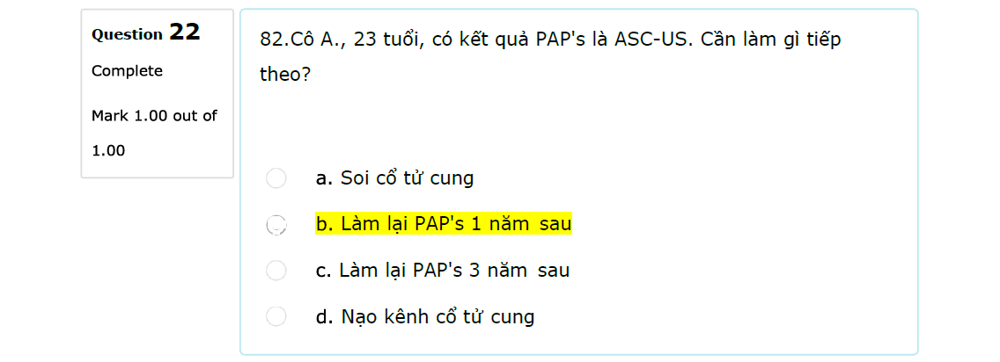 Question 22
Complete
Mark 1.00 out of
1.00
82.Cô A., 23 tuổi, có kết quả PAP's là ASC-US. Cần làm gì tiếp
theo?
a. Soi cổ tử cung
b. Làm lại PAP's 1 năm sau
c. Làm lại PAP's 3 năm sau
d. Nạo kênh cổ tử cung